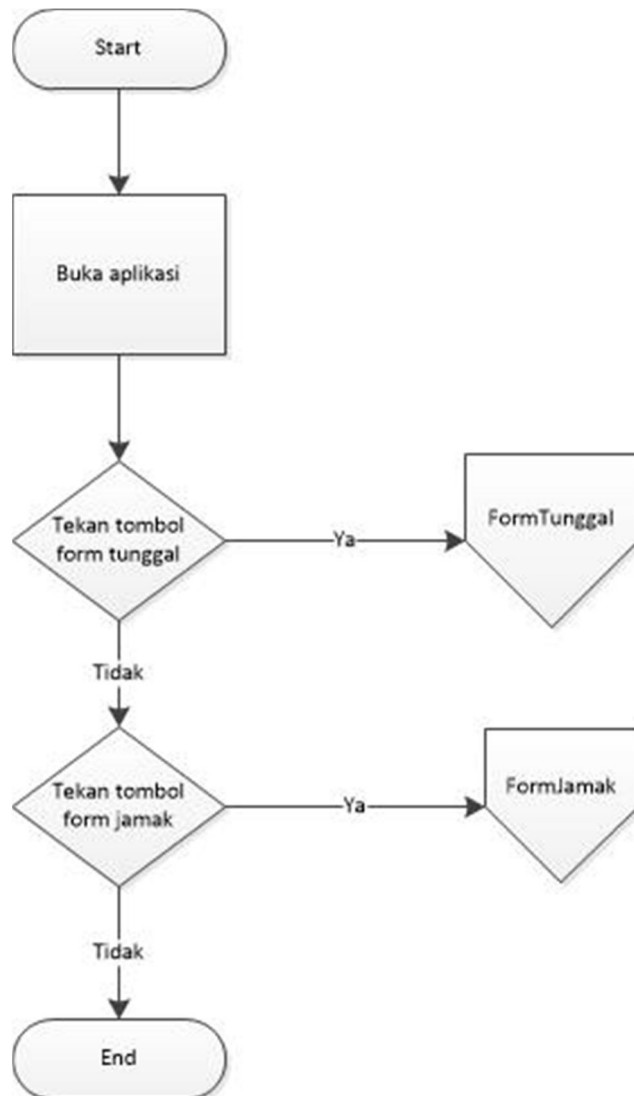 Start
Buka aplikasi
Tekan tombol
form tunggal
Ya
FormTunggal
Tidak
Tekan tombol
form jamak
Ya
FormJamak
Tidak
End